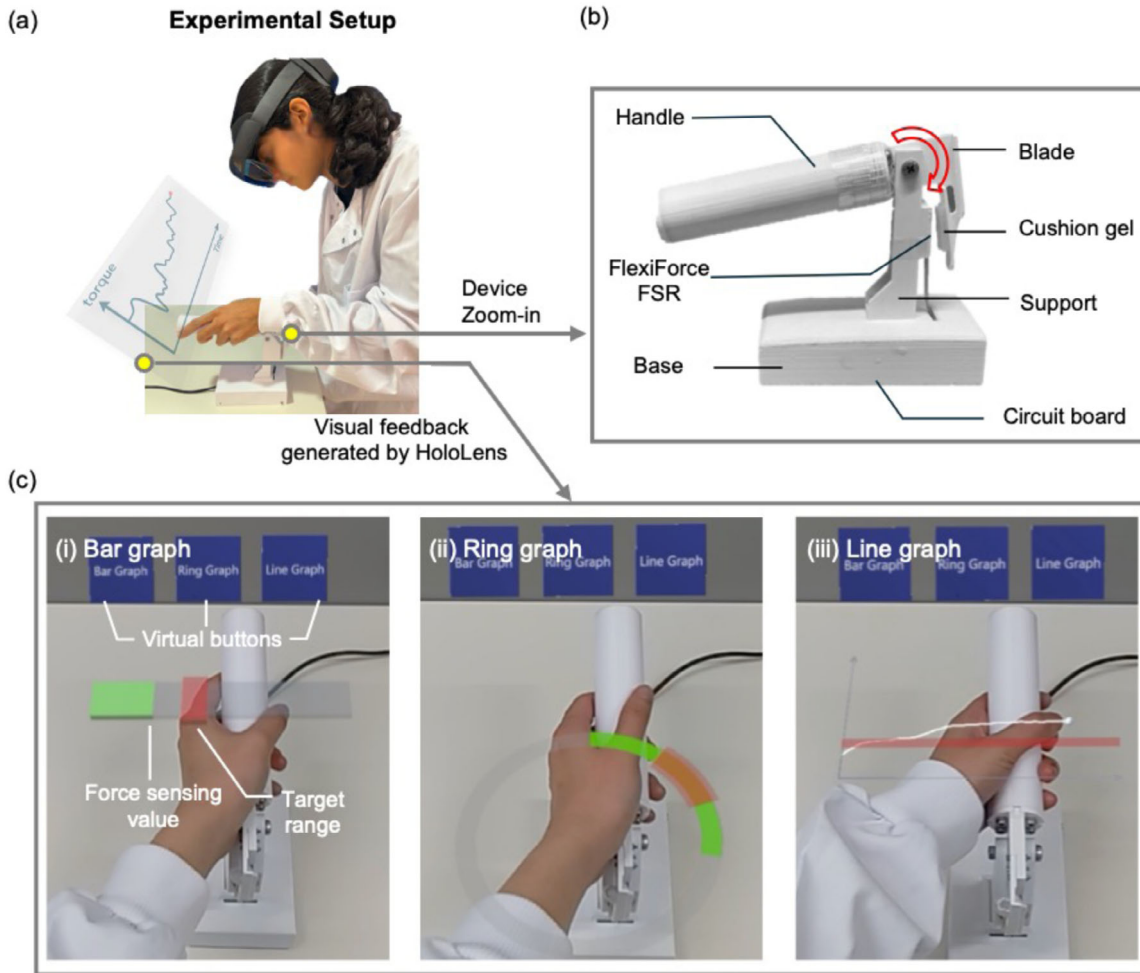 (a)
Experimental Setup
torque
Time
Device
Zoom-in
Visual feedback
generated by HoloLens
(b)
Handle
Blade
Cushion gel
FlexiForce
FSR
Support
Base
Circuit board
(c)
(i) Bar graph
Bar Graph
Ring Graph
Line Graph
Virtual buttons
Force sensing
value
Target
range
(ii) Ring graph
Bar Graph
Ring Graph
Line Graph
(iii) Line graph
Bar Graph
Ring Graph
Line Graph